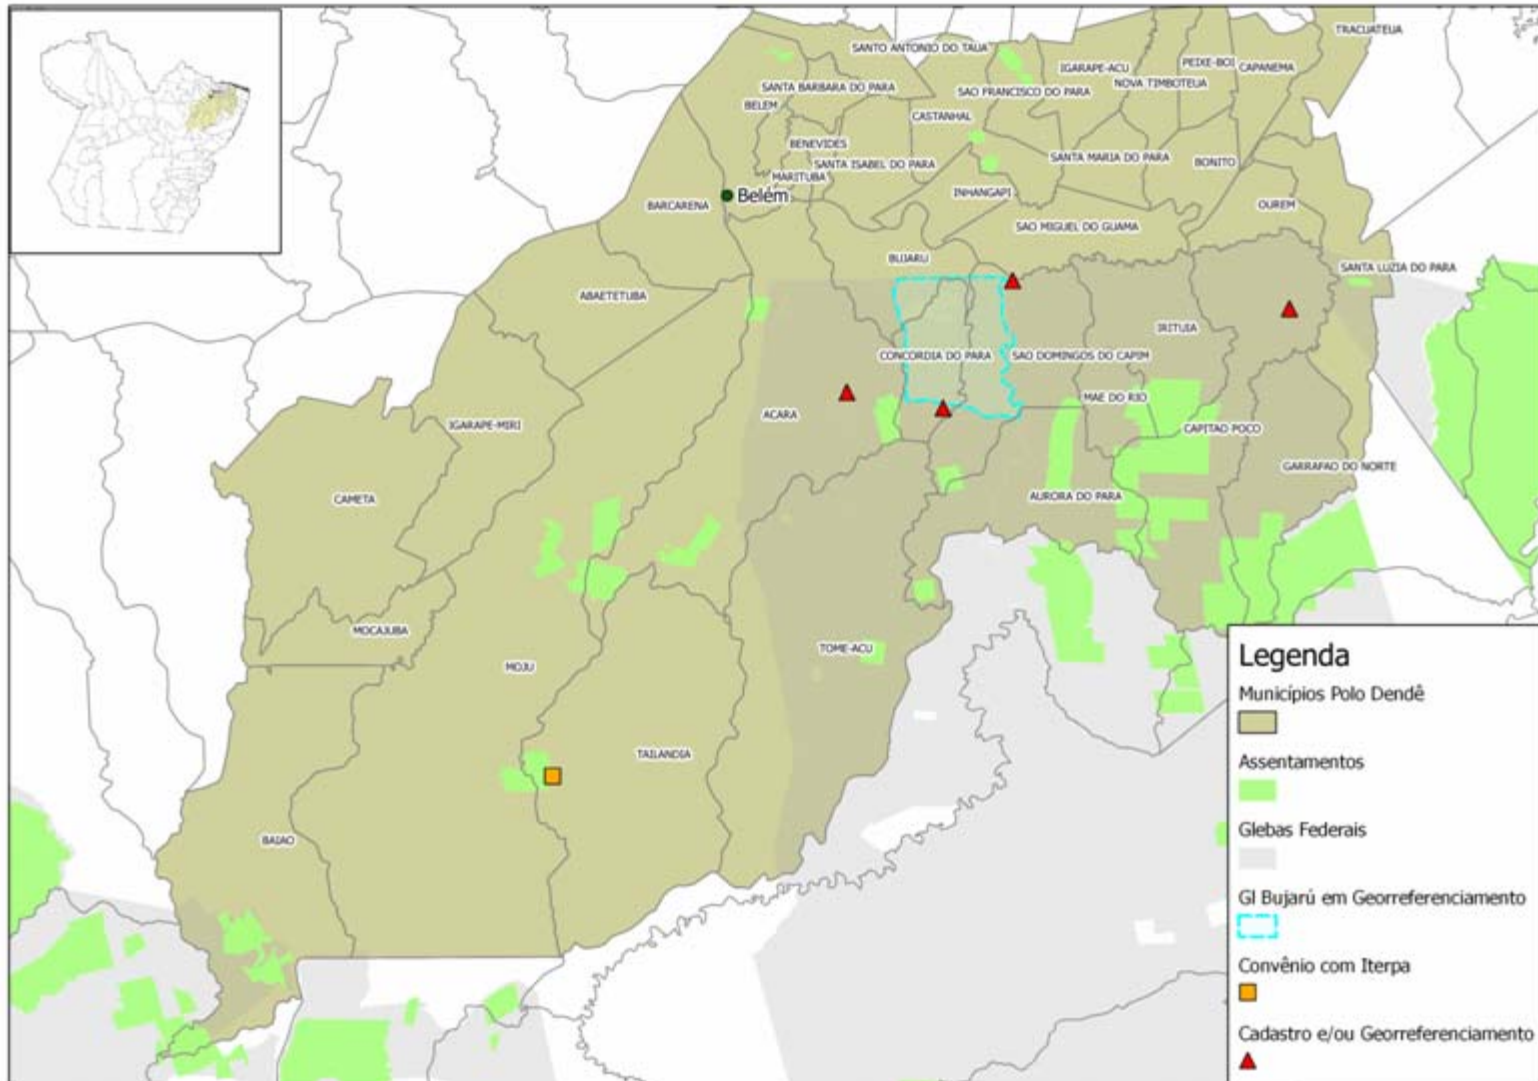 TRACUATEUA
SANTO ANTONIO DO TAUA
PEIXE-BOI
IGARAPE-ACU
CAPANEMA
NOVA TIMBOTEUA
SANTA BARBARA DO PARA
SAO FRANCISCO DO PARA
BELEM
CASTANHAL
BENEVIDES
SANTA MARIA DO PARA
SANTA ISABEL DO PARA
BONITO
MARITUBA
INHANGAPI
Belém
BARCARENA
OUREM
SAO MIGUEL DO GUAMA
BUJARU
SANTA LUZIA DO PARA
ABAETETUBA
IRITUIA
CONCORDIA DO PARA
SAO DOMINGOS DO CAPIM
MAE DO RIO
ACARA
IGARAPE-MIRI
CAPITAO POCO
GARRAFAO DO NORTE
CAMETA
AURORA DO PARA
MOCAJUBA
TOME-ACU
MOJU
TAILANDIA
BAIAO
Legenda
Municípios Polo Dendê
Assentamentos
Glebas Federais
Gl Bujarú em Georreferenciamento
Convênio com Iterpa
Cadastro e/ou Georreferenciamento